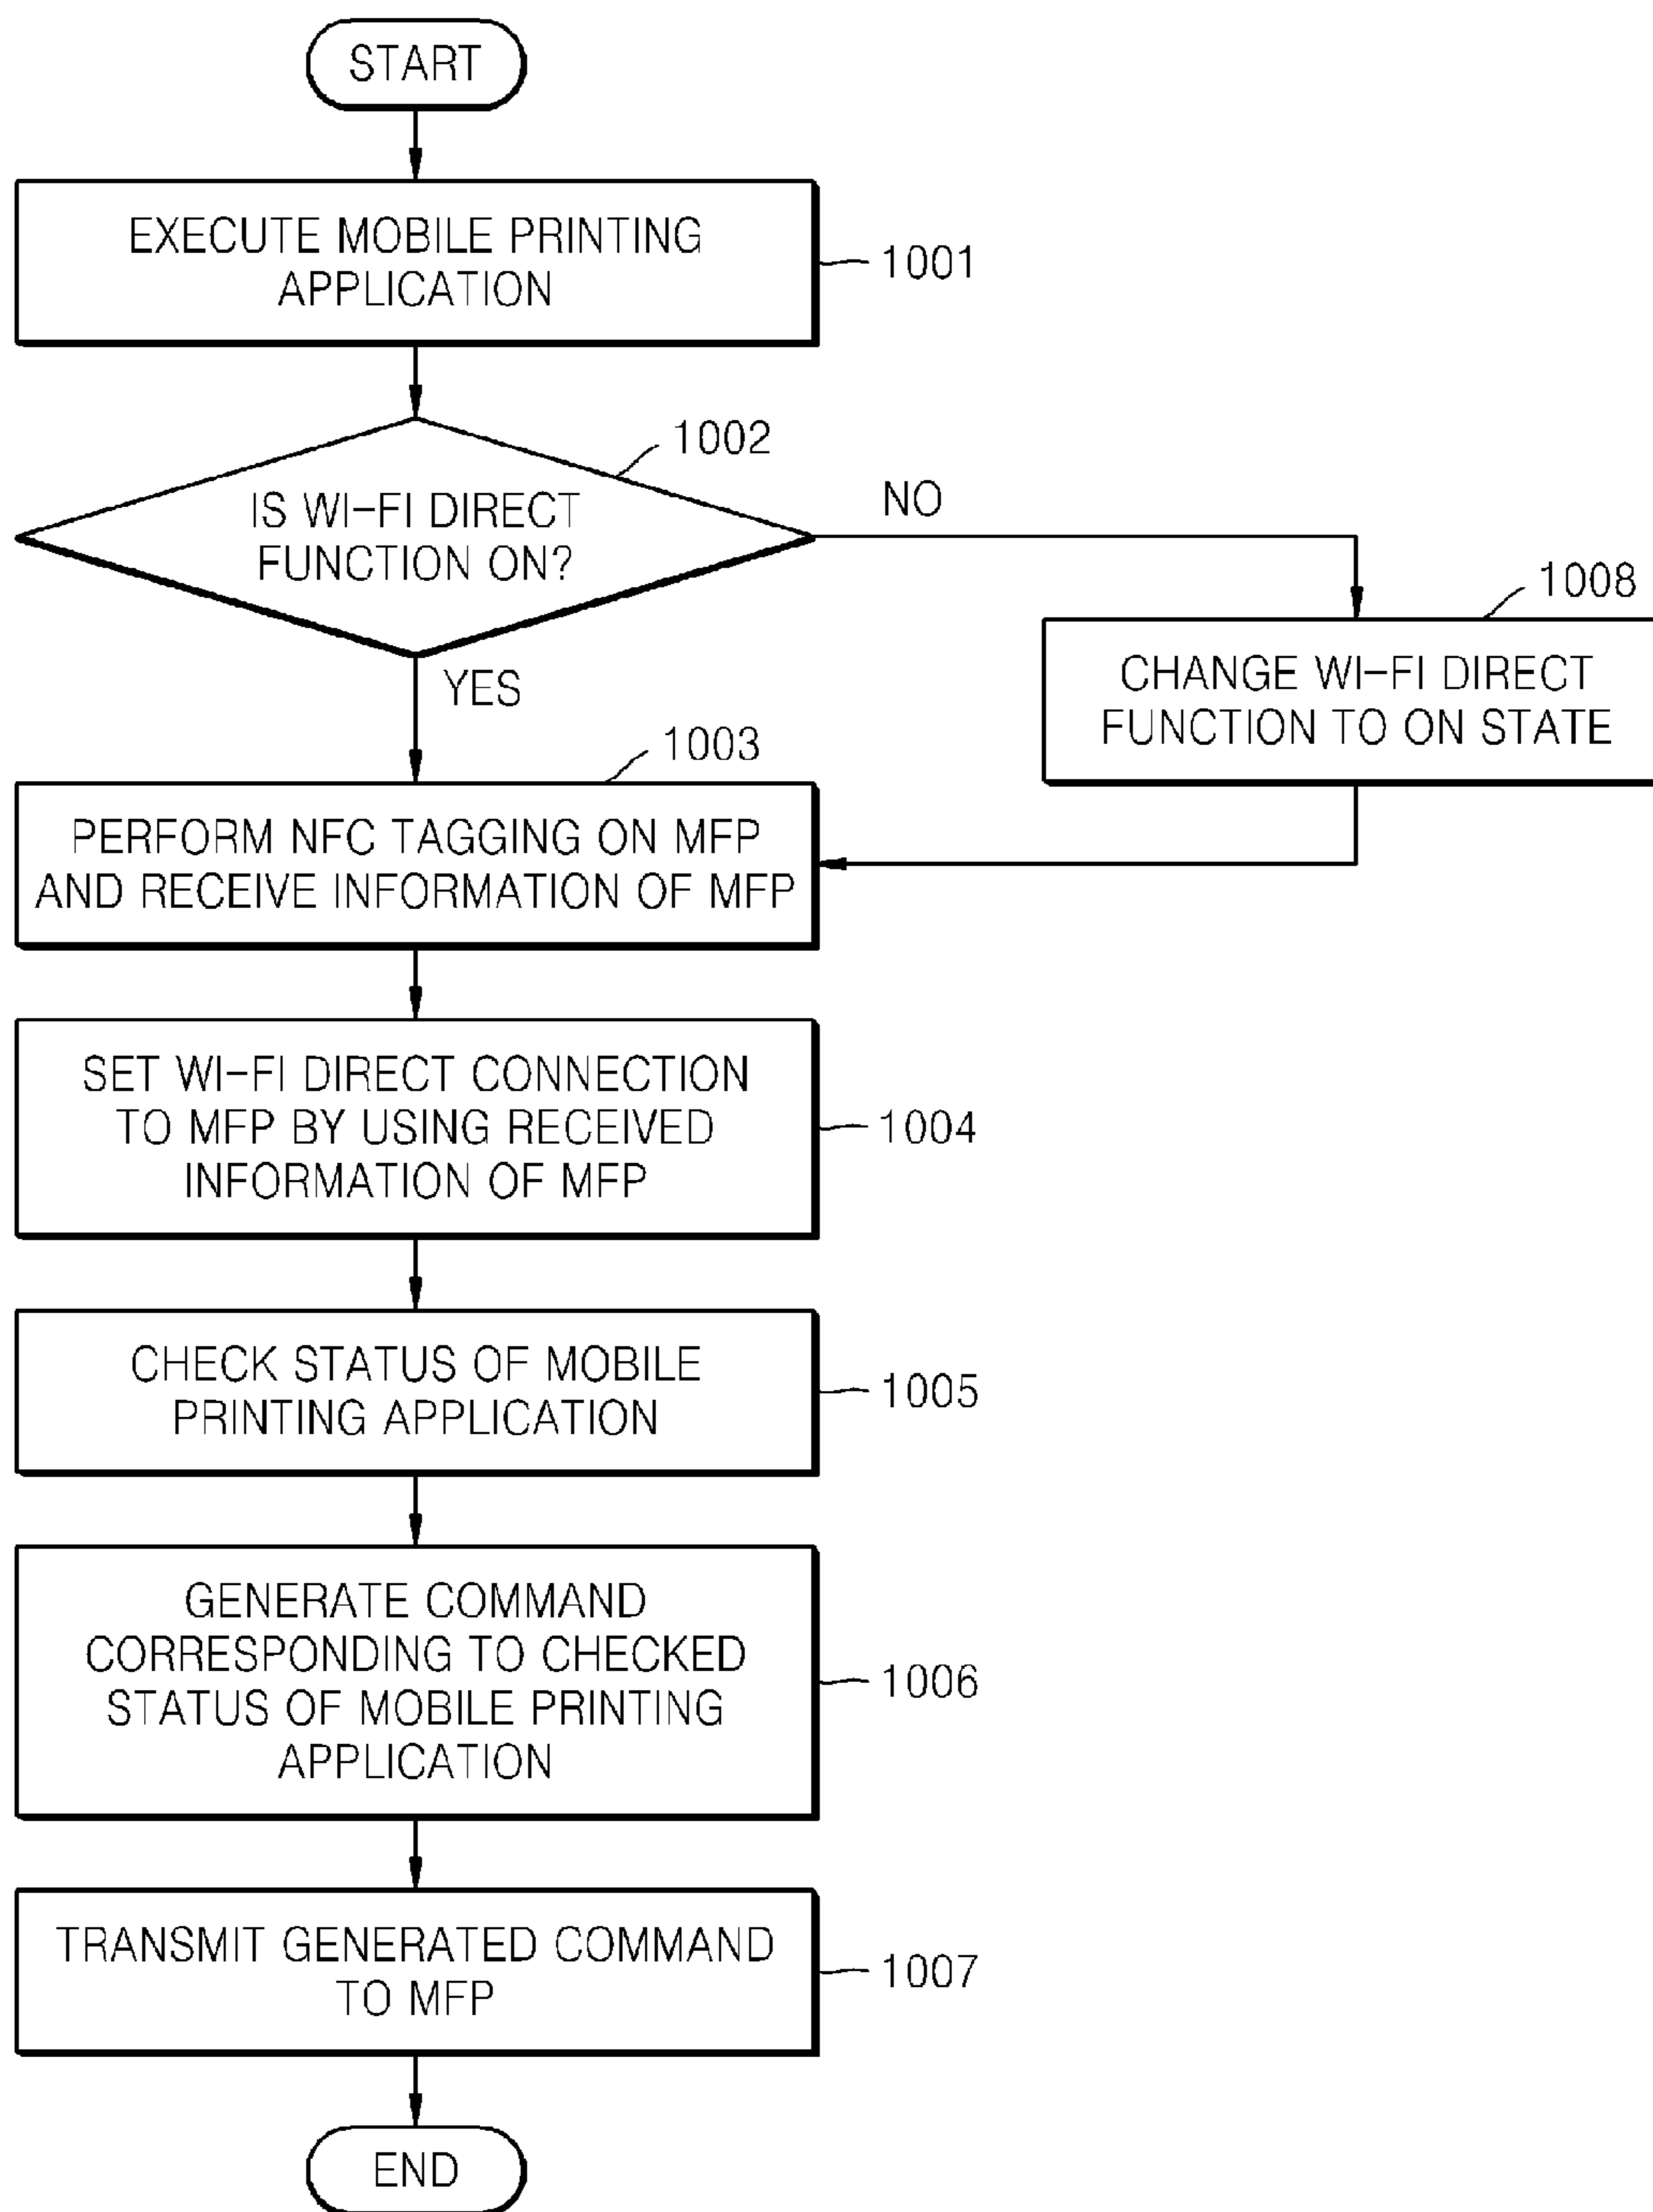 START
EXECUTE MOBILE PRINTING
APPLICATION
1001
1002
IS WI-FI DIRECT
FUNCTION ON?
NO
YES
1008
CHANGE WI-FI DIRECT
FUNCTION TO ON STATE
1003
PERFORM NFC TAGGING ON MFP
AND RECEIVE INFORMATION OF MFP
SET WI-FI DIRECT CONNECTION
TO MFP BY USING RECEIVED
INFORMATION OF MFP
1004
CHECK STATUS OF MOBILE
PRINTING APPLICATION
1005
GENERATE COMMAND
CORRESPONDING TO CHECKED
STATUS OF MOBILE PRINTING
APPLICATION
1006
TRANSMIT GENERATED COMMAND
TO MFP
1007
END